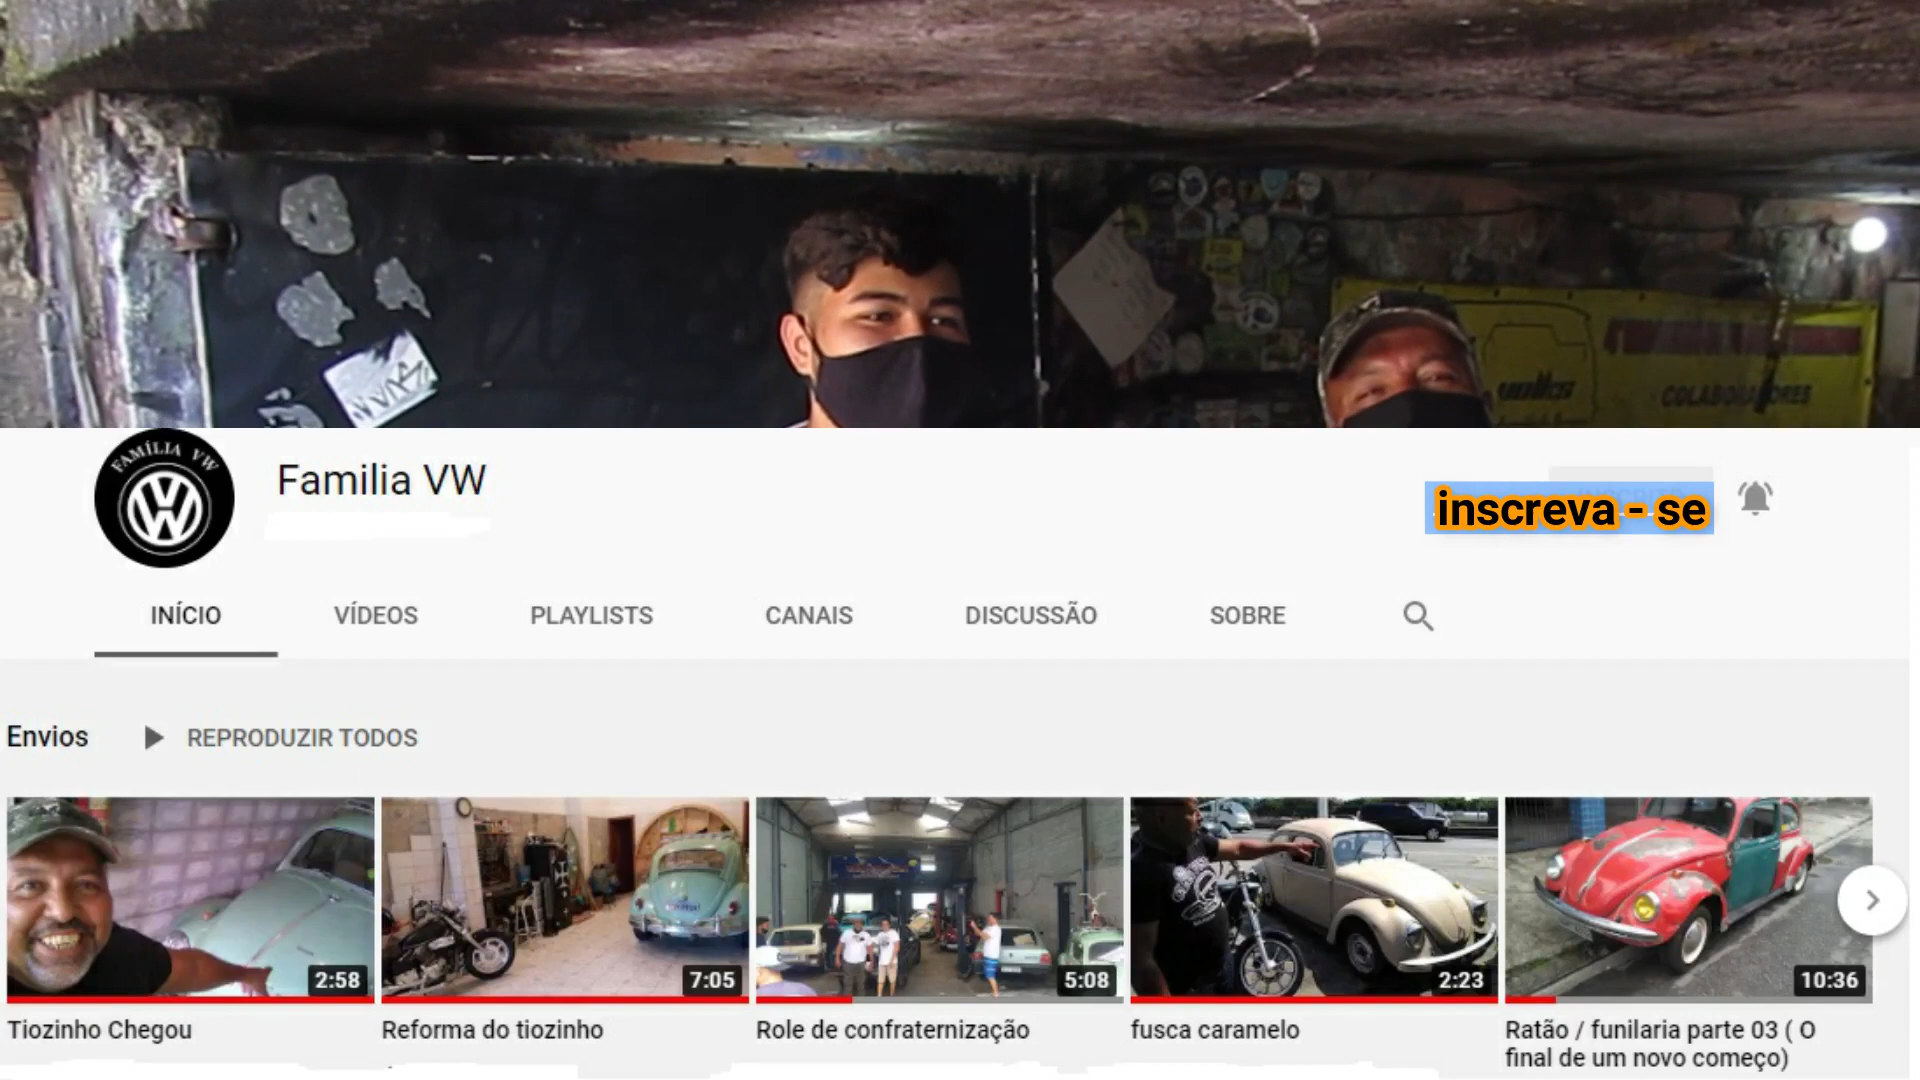 COLABORADORES
FAMÍLIA VW
Familia VW
inscreva - se
INÍCIO VÍDEOS PLAYLISTS CANAIS DISCUSSÃO SOBRE
Envios REPRODUZIR TODOS
2:58 7:05 5:08 2:23 10:36
Tiozinho Chegou
Reforma do tiozinho
Role de confraternização
fusca caramelo
Ratão / funilaria parte 03 ( O
final de um novo começo)